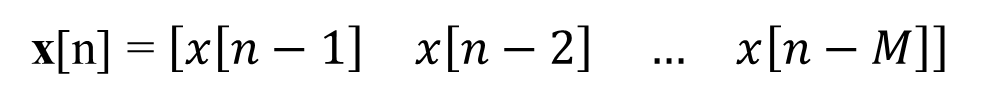 x[n] = [x[n − 1] x[n − 2] ... x[n − M]]